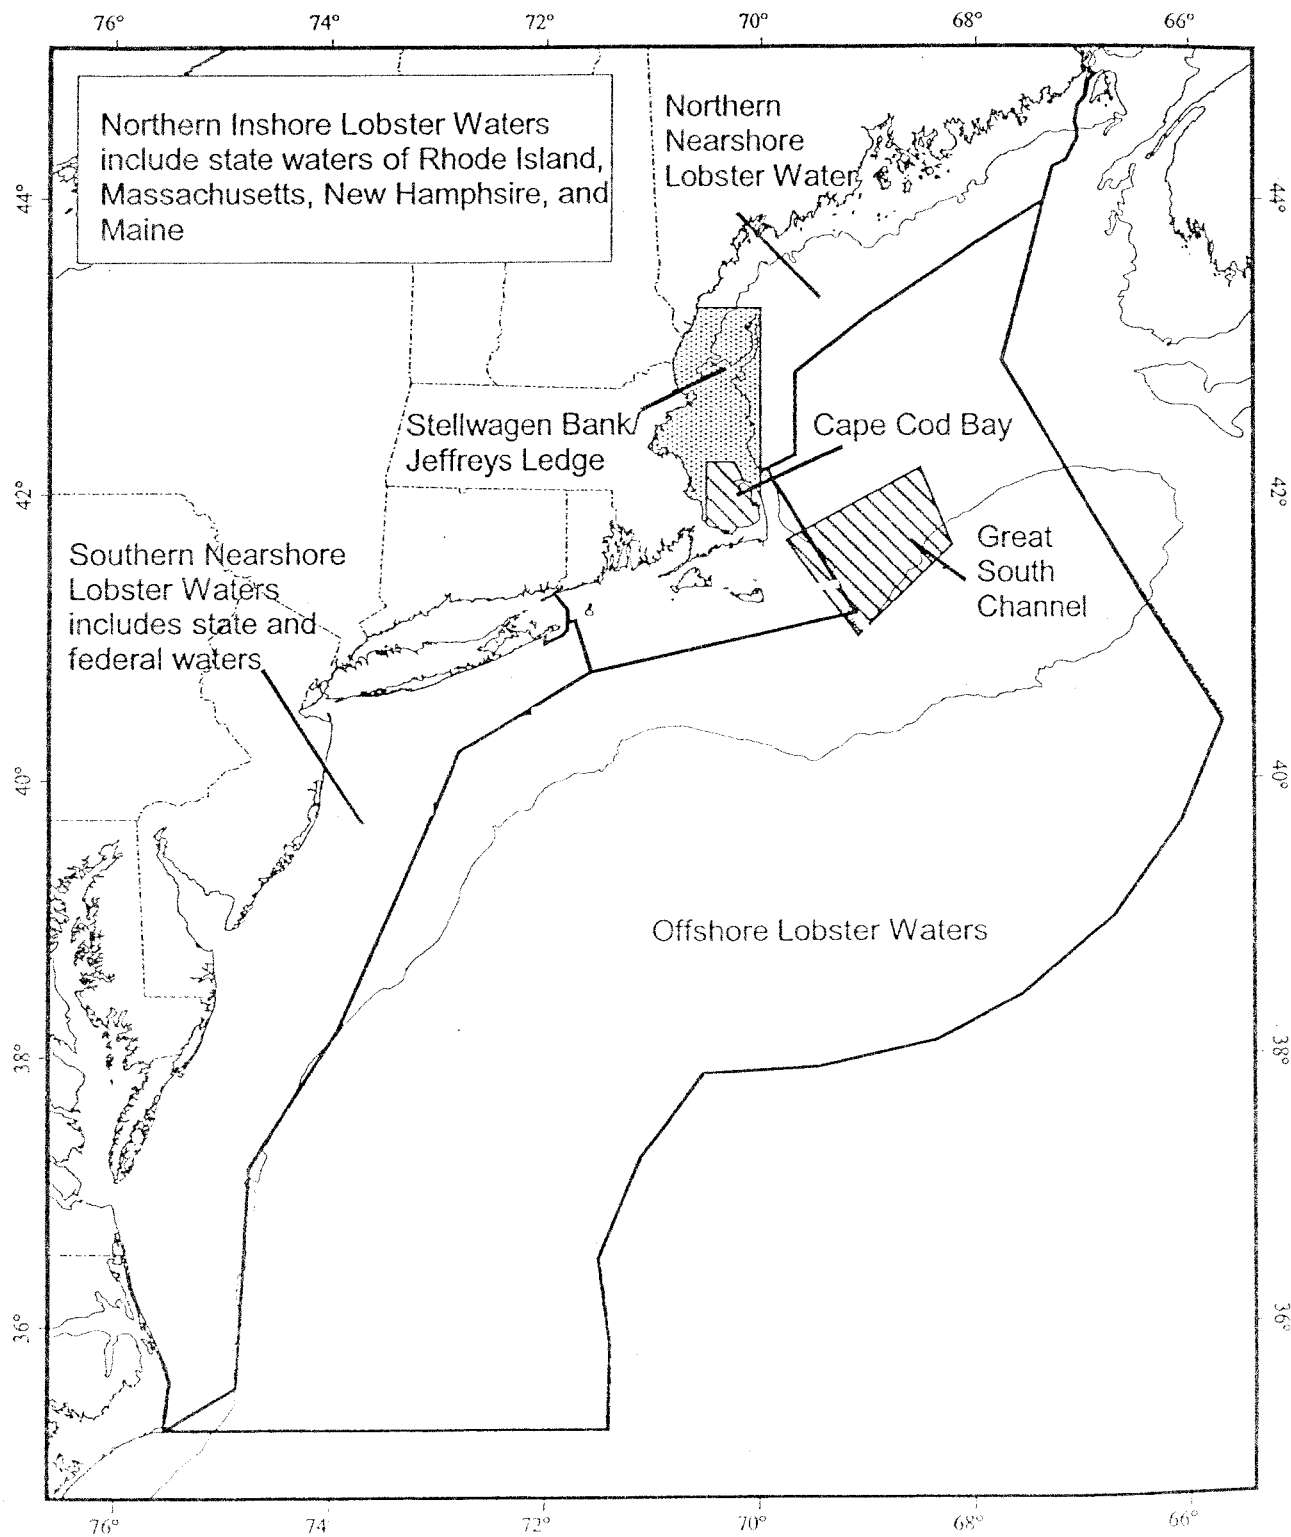 76° 74° 72° 70° 68° 66°
Northern Inshore Lobster Waters
include state waters of Rhode Island,
Massachusetts, New Hamphsire, and
Maine
Northern
Nearshore
Lobster Water
44° 44°
Stellwagen Bank/
Jeffreys Ledge
Cape Cod Bay
42° 42°
Great
South
Channel
Southern Nearshore
Lobster Waters
includes state and
federal waters
40° 40°
Offshore Lobster Waters
38° 38°
36° 36°
76° 74° 72° 70° 68° 66°